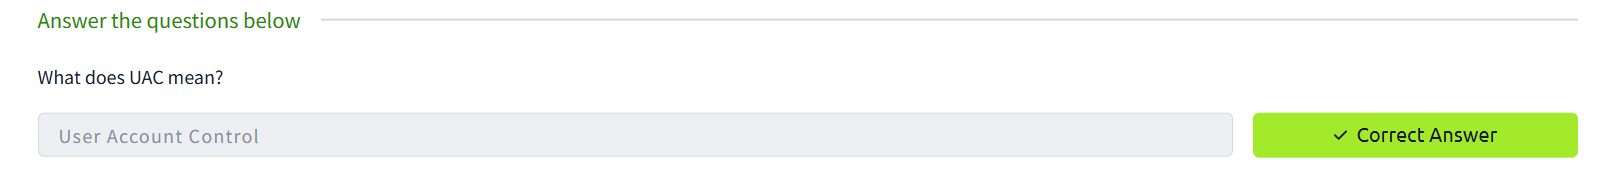 Answer the questions below
What does UAC mean?
User Account Control
✓ Correct Answer